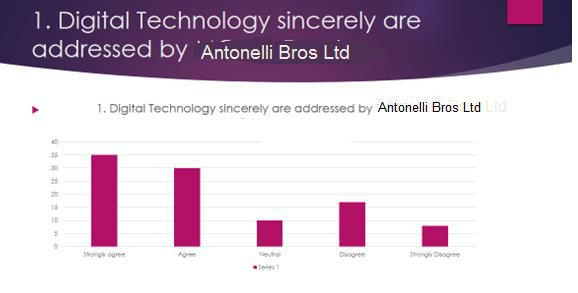 1. Digital Technology sincerely are
addressed by Antonelli Bros Ltd
1. Digital Technology sincerely are addressed by Antonelli Bros Ltd Ltd
40
35
30
25
20
15
10
5
0
Strongly agree Agree Neutral Disagree Strongly Disagree
Series 1